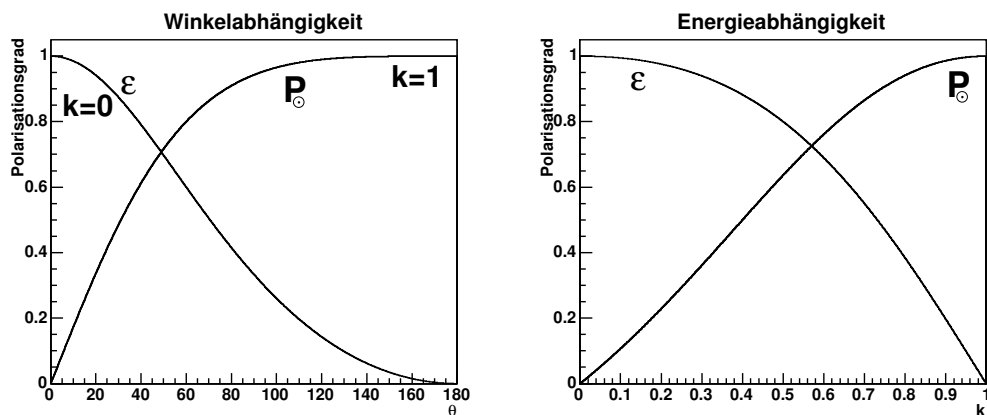 Winkelabhängigkeit
Polarisationsgrad
1
0.8
0.6
0.4
0.2
0
ε
k=0
P⊙
k=1
0 20 40 60 80 100 120 140 160 180
θ
Energieabhängigkeit
Polarisationsgrad
1
0.8
0.6
0.4
0.2
0
ε
P⊙
0 0.1 0.2 0.3 0.4 0.5 0.6 0.7 0.8 0.9 1
k